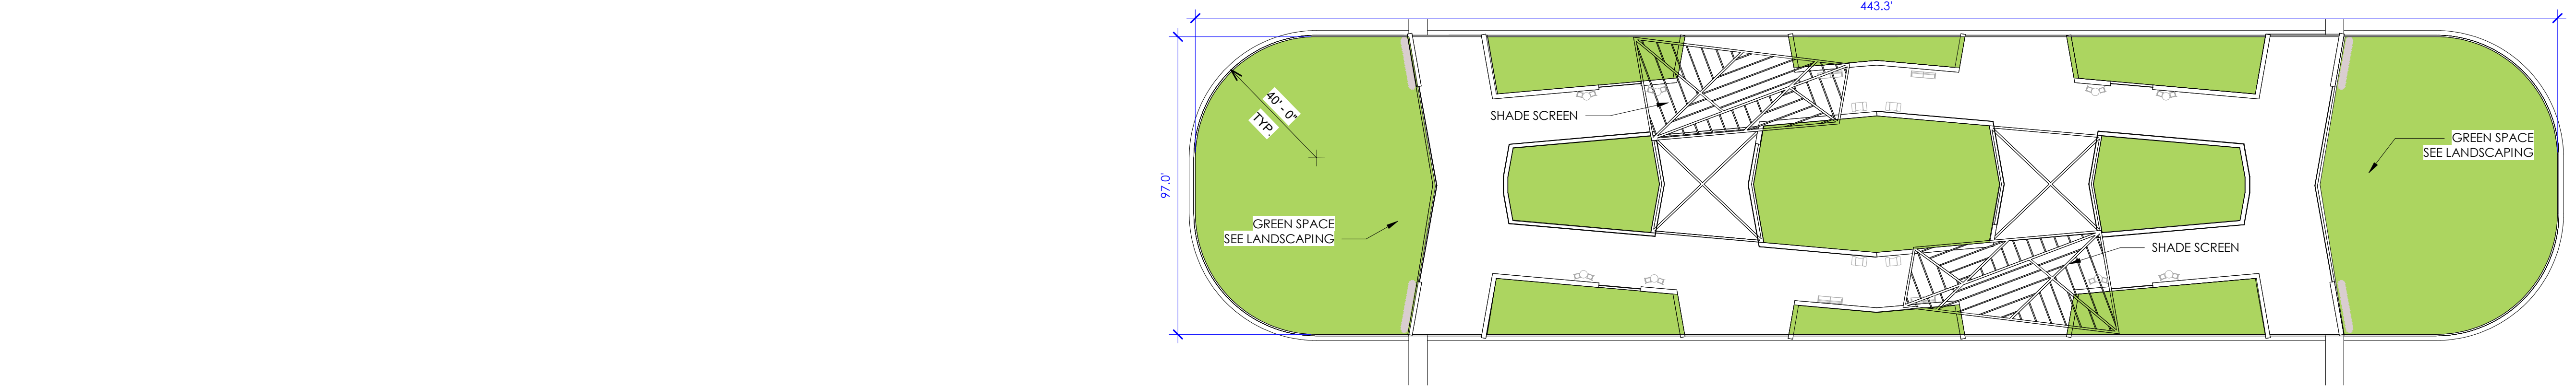 443.3'
97.0'
40' - 0"
TYP.
SHADE SCREEN
GREEN SPACE
SEE LANDSCAPING
GREEN SPACE
SEE LANDSCAPING
SHADE SCREEN